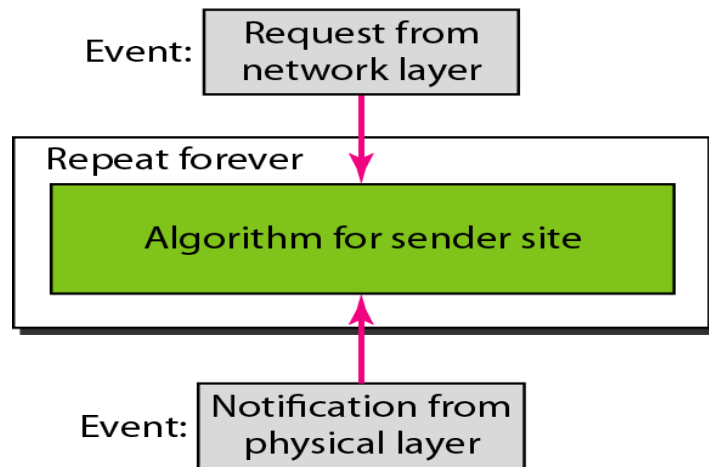 Event:
Request from
network layer
Repeat forever
Algorithm for sender site
Event:
Notification from
physical layer